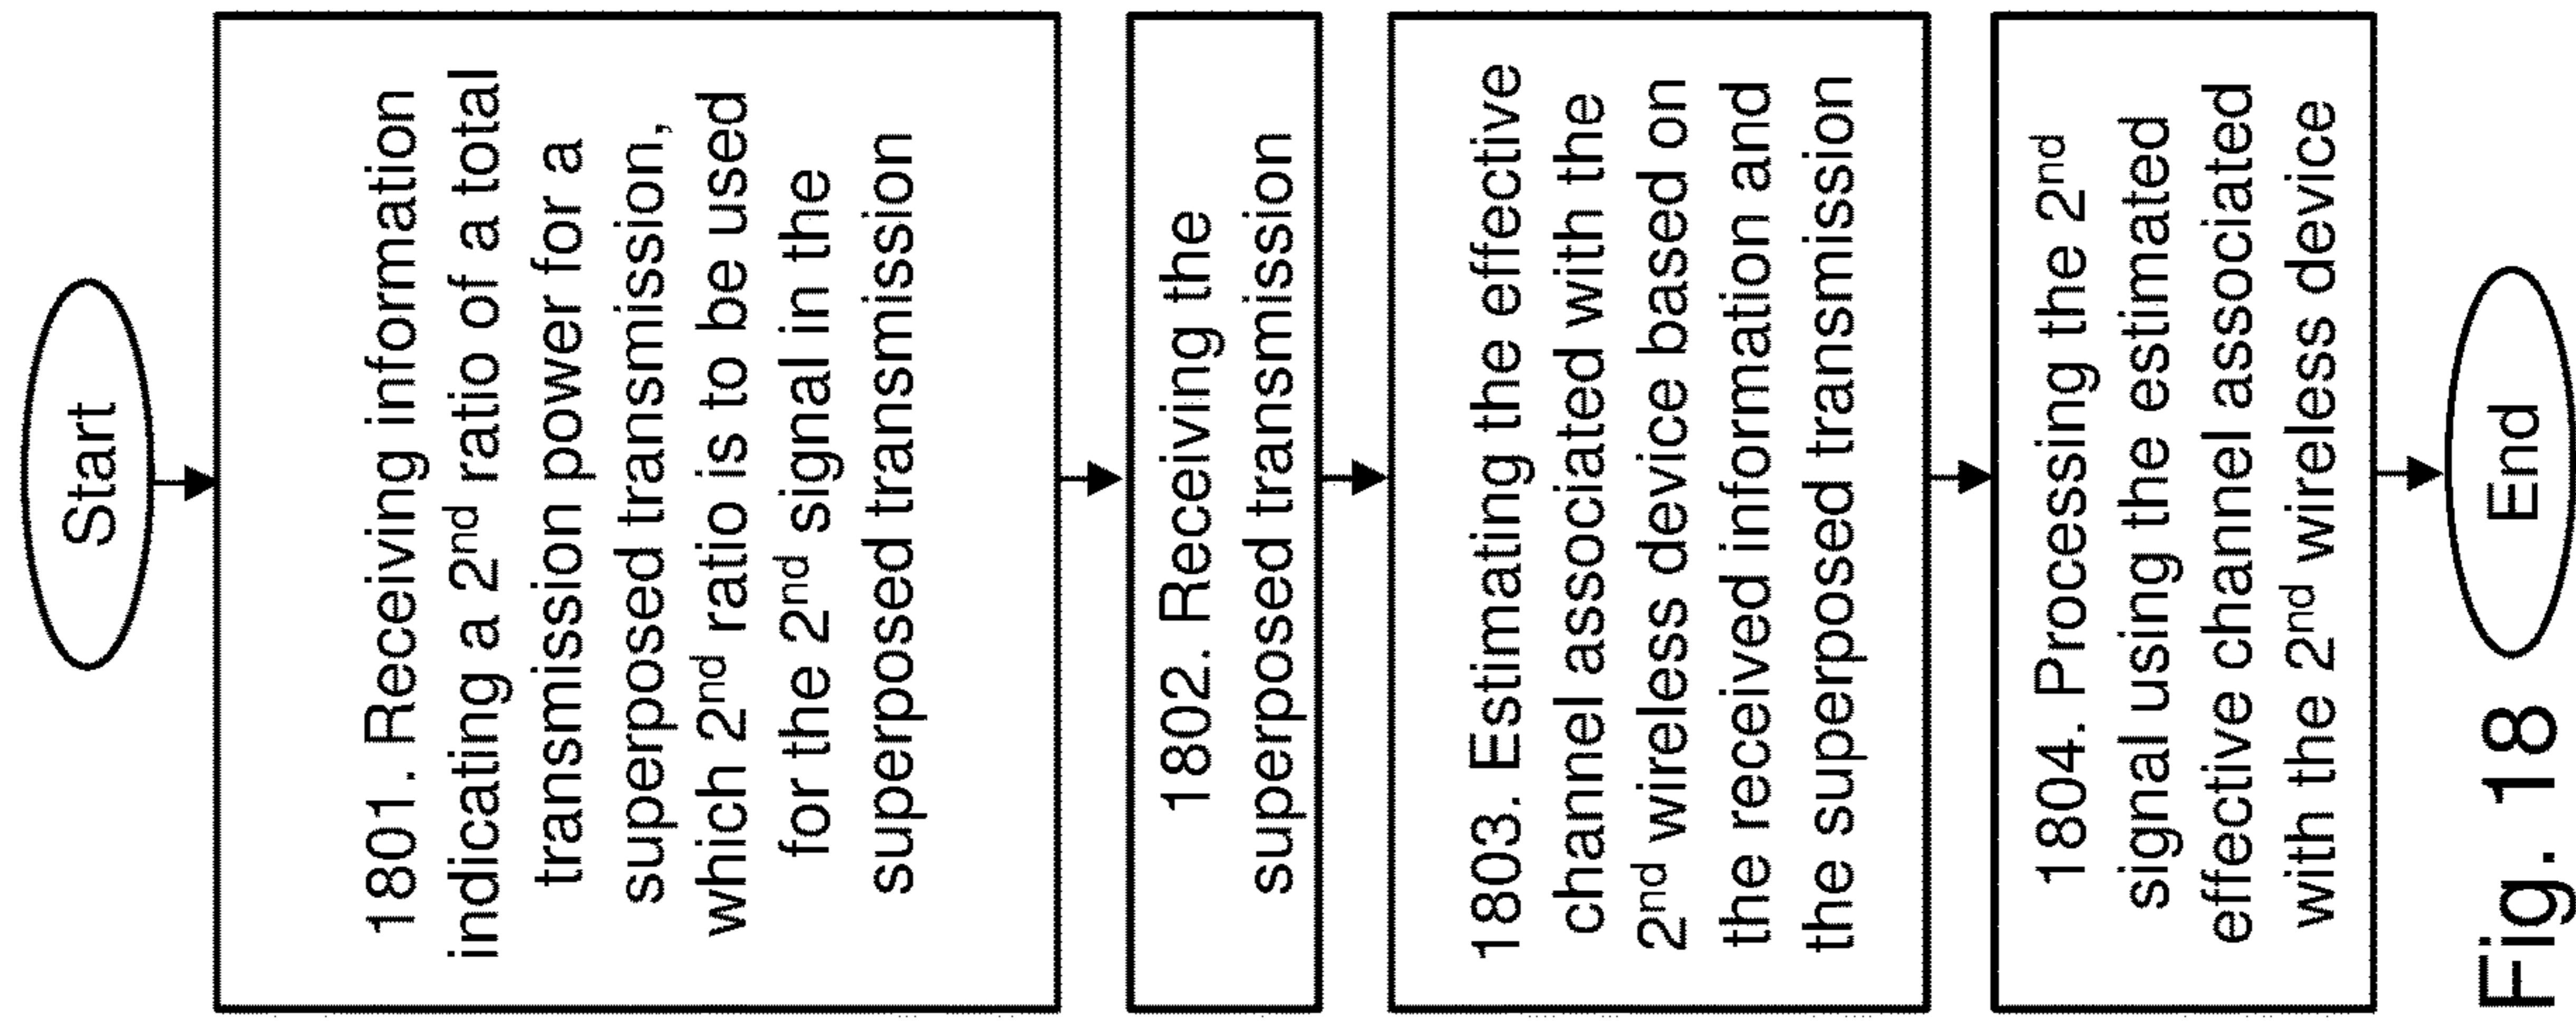 Start
1801. Receiving information
indicating a 2nd ratio of a total
transmission power for a
superposed transmission,
which 2nd ratio is to be used
for the 2nd signal in the
superposed transmission
1802. Receiving the
superposed transmission
1803. Estimating the effective
channel associated with the
2nd wireless device based on
the received information and
the superposed transmission
1804. Processing the 2nd
signal using the estimated
effective channel associated
with the 2nd wireless device
End
Fig. 18